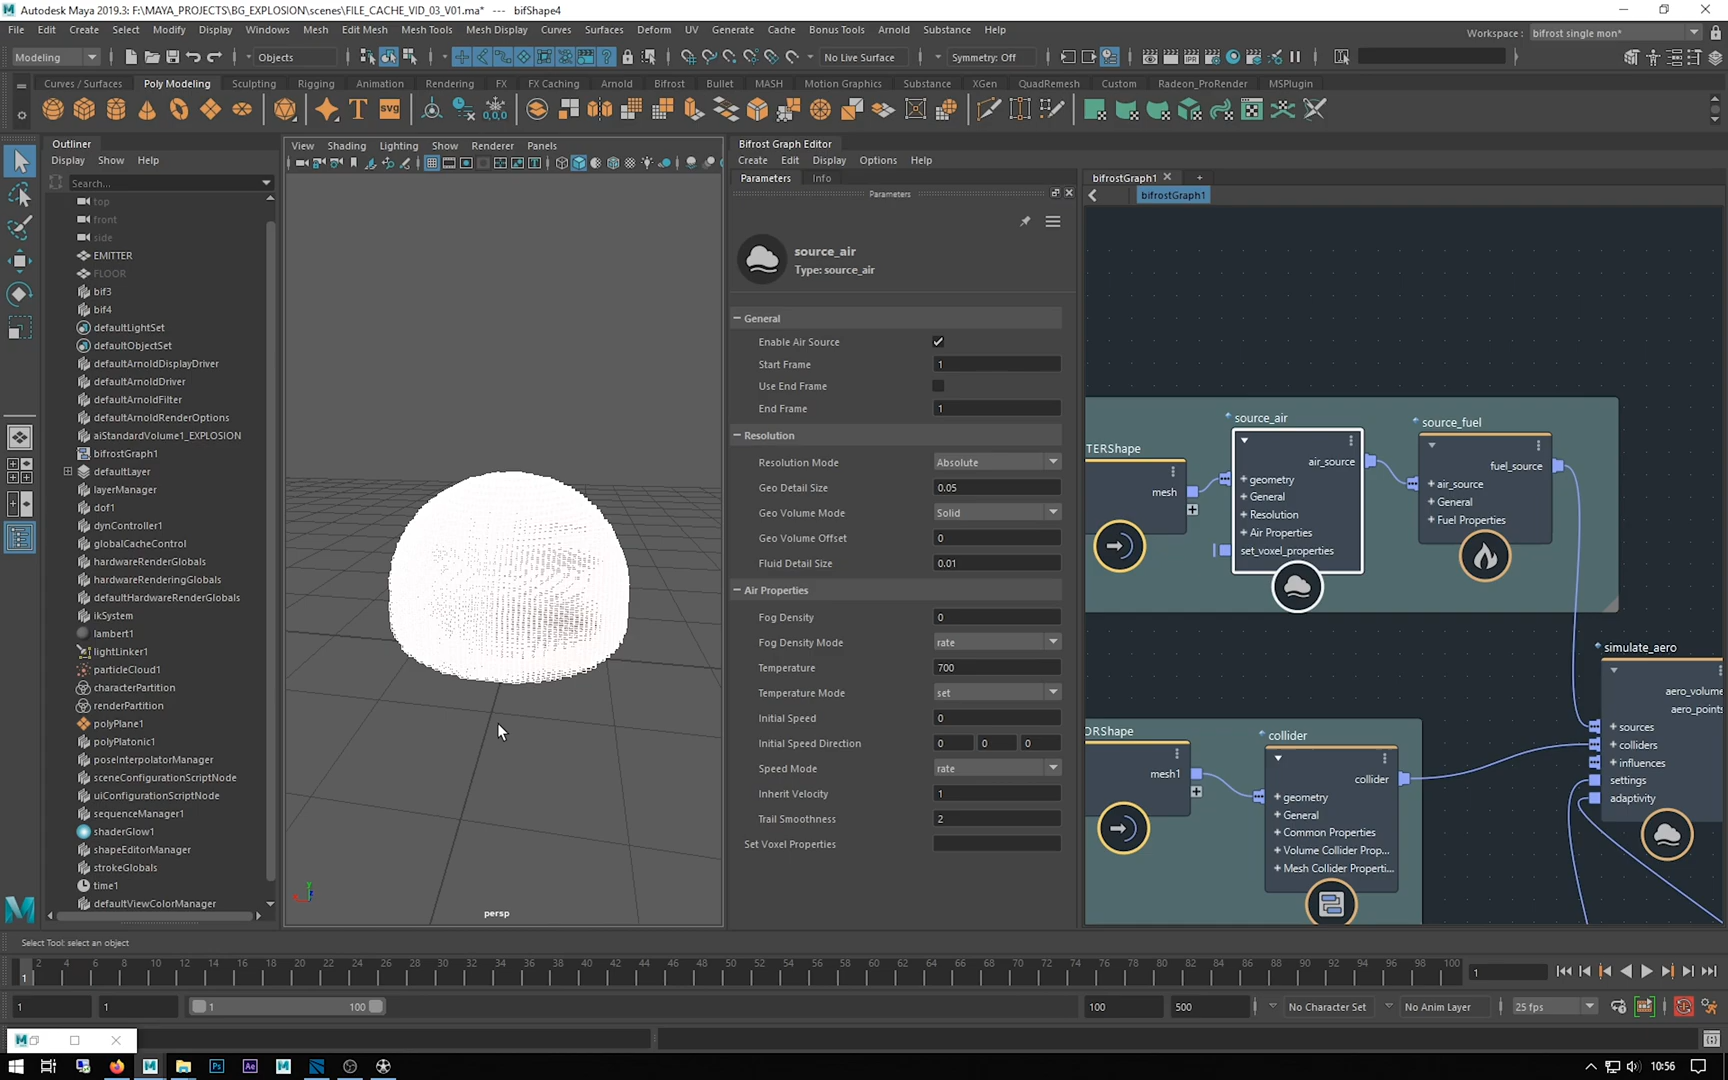 Autodesk Maya 2019.3: F:\MAYA_PROJECTS\BG_EXPLOSION\scenes\FILE_CACHE_VID_03_V01.ma* --- bifShape4
File Edit Create Select Modify Display Windows Mesh Edit Mesh Mesh Tools Mesh Display Curves Surfaces Deform UV Generate Cache Bonus Tools Arnold Substance Help
Workspace : bifrost single mon*
Modeling Objects No Live Surface Symmetry: Off
Curves / Surfaces Poly Modeling Sculpting Rigging Animation Rendering FX FX Caching Arnold Bifrost Bullet MASH Motion Graphics Substance XGen QuadRemesh Custom Radeon_ProRender MSPlugin
Outliner
Display Show Help
Search...
top
front
side
EMITTER
FLOOR
bif3
bif4
defaultLightSet
defaultObjectSet
defaultArnoldDisplayDriver
defaultArnoldDriver
defaultArnoldFilter
defaultArnoldRenderOptions
aiStandardVolume1_EXPLOSION
bifrostGraph1
defaultLayer
layerManager
dof1
dynController1
globalCacheControl
hardwareRenderGlobals
hardwareRenderingGlobals
defaultHardwareRenderGlobals
ikSystem
lambert1
lightLinker1
particleCloud1
characterPartition
renderPartition
polyPlane1
polyPlatonic1
poseInterpolatorManager
sceneConfigurationScriptNode
uiConfigurationScriptNode
sequenceManager1
shaderGlow1
shapeEditorManager
strokeGlobals
time1
defaultViewColorManager
View Shading Lighting Show Renderer Panels
persp
Bifrost Graph Editor
Create Edit Display Options Help
Parameters Info
Parameters
source_air
Type: source_air
General
Enable Air Source
Start Frame 1
Use End Frame
End Frame 1
Resolution
Resolution Mode Absolute
Geo Detail Size 0.05
Geo Volume Mode Solid
Geo Volume Offset 0
Fluid Detail Size 0.01
Air Properties
Fog Density 0
Fog Density Mode rate
Temperature 700
Temperature Mode set
Initial Speed 0
Initial Speed Direction 0 0 0
Speed Mode rate
Inherit Velocity 1
Trail Smoothness 2
Set Voxel Properties
bifrostGraph1
bifrostGraph1
TERShape
mesh
source_air
air_source
geometry
General
Resolution
Air Properties
set_voxel_properties
source_fuel
fuel_source
air_source
General
Fuel Properties
ORShape
mesh1
collider
collider
geometry
General
Common Properties
Volume Collider Prop...
Mesh Collider Properti...
simulate_aero
aero_volume
aero_points
sources
colliders
influences
settings
adaptivity
Select Tool: select an object
1 2 4 6 8 10 12 14 16 18 20 22 24 26 28 30 32 34 36 38 40 42 44 46 48 50 52 54 56 58 60 62 64 66 68 70 72 74 76 78 80 82 84 86 88 90 92 94 96 98 100 1
1 1 1 100 100 500 No Character Set No Anim Layer 25 fps
10:56